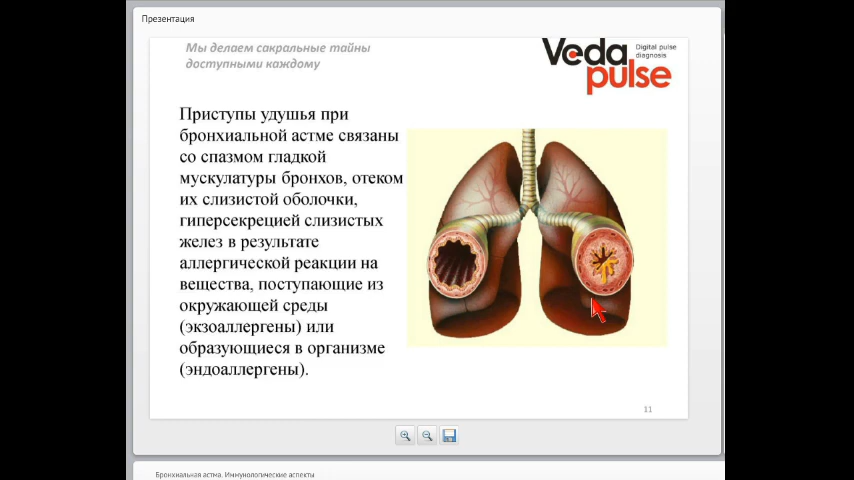 Презентация
Мы делаем сакральные тайны
доступными каждому
Veda
pulse
Digital pulse
diagnosis
Приступы удушья при
бронхиальной астме связаны
со спазмом гладкой
мускулатуры бронхов, отеком
их слизистой оболочки,
гиперсекрецией слизистых
желез в результате
аллергической реакции на
вещества, поступающие из
окружающей среды
(экзоаллергены) или
образующиеся в организме
(эндоаллергены).
11
Бронхиальная астма. Иммунологические аспекты